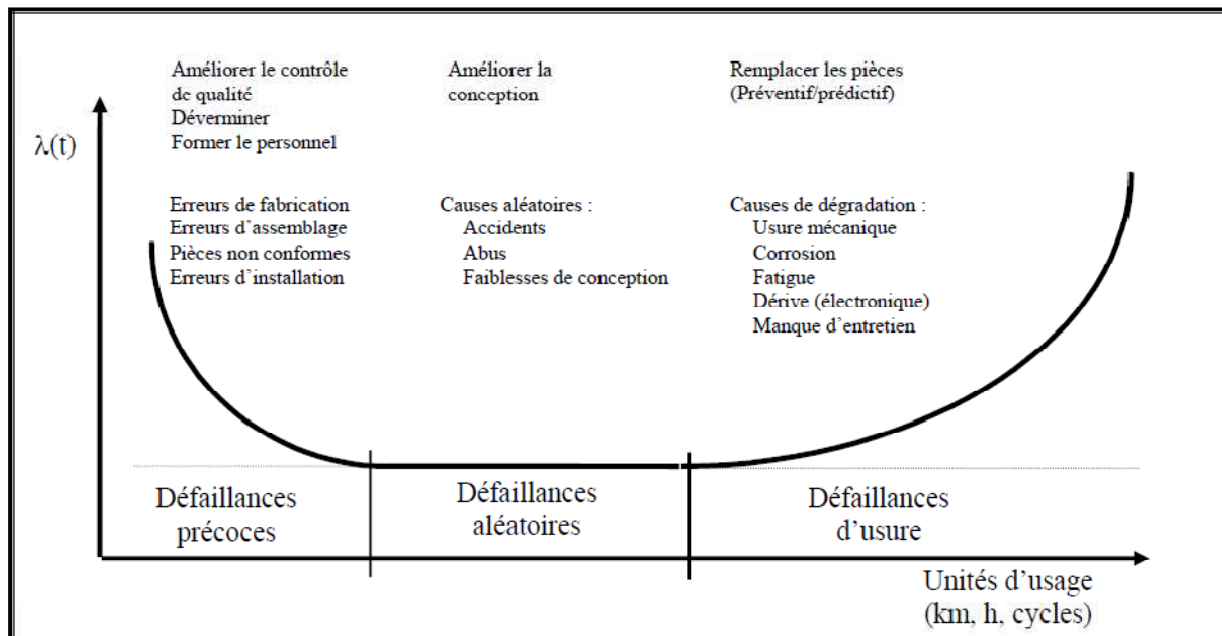 Améliorer le contrôle
de qualité
Déverminer
Former le personnel
Améliorer la
conception
Remplacer les pièces
(Préventif/prédictif)
λ(t)
Erreurs de fabrication
Erreurs d'assemblage
Pièces non conformes
Erreurs d'installation
Causes aléatoires :
Accidents
Abus
Faiblesses de conception
Causes de dégradation :
Usure mécanique
Corrosion
Fatigue
Dérive (électronique)
Manque d'entretien
Défaillances
précoces
Défaillances
aléatoires
Défaillances
d'usure
Unités d'usage
(km, h, cycles)